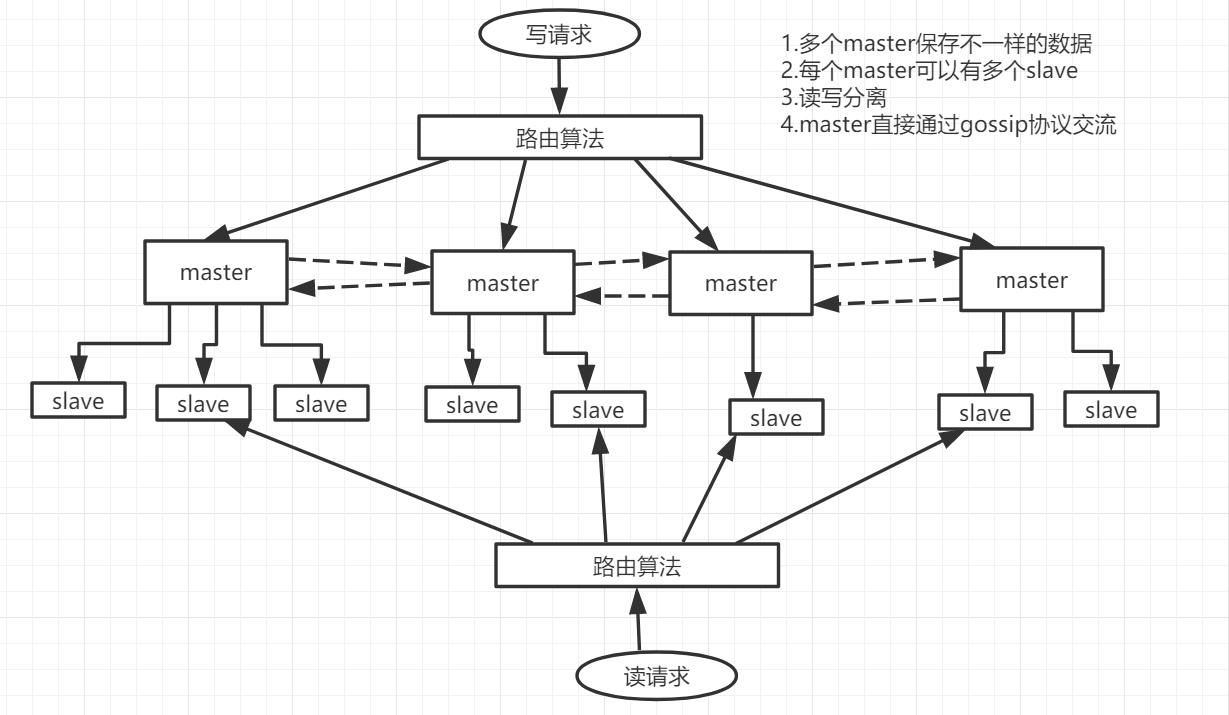 写请求
1.多个master保存不一样的数据
2.每个master可以有多个slave
3.读写分离
4.master直接通过gossip协议交流
路由算法
master
master
master
master
slave
slave
slave
slave
slave
slave
slave
slave
路由算法
读请求